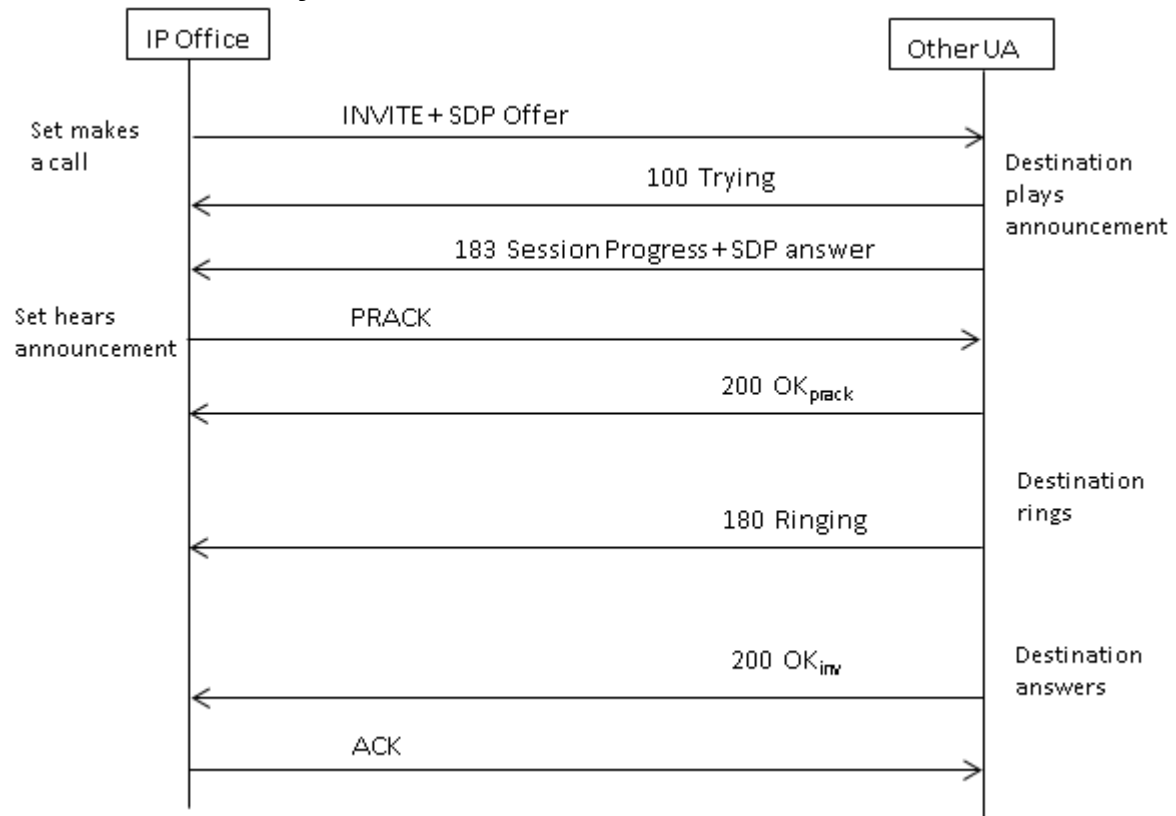 IP Office
Other UA
INVITE + SDP Offer
Set makes
a call
Destination
plays
announcement
100 Trying
183 Session Progress + SDP answer
Set hears
announcement
PRACK
200 OKprack
Destination
rings
180 Ringing
200 OKinv
Destination
answers
ACK